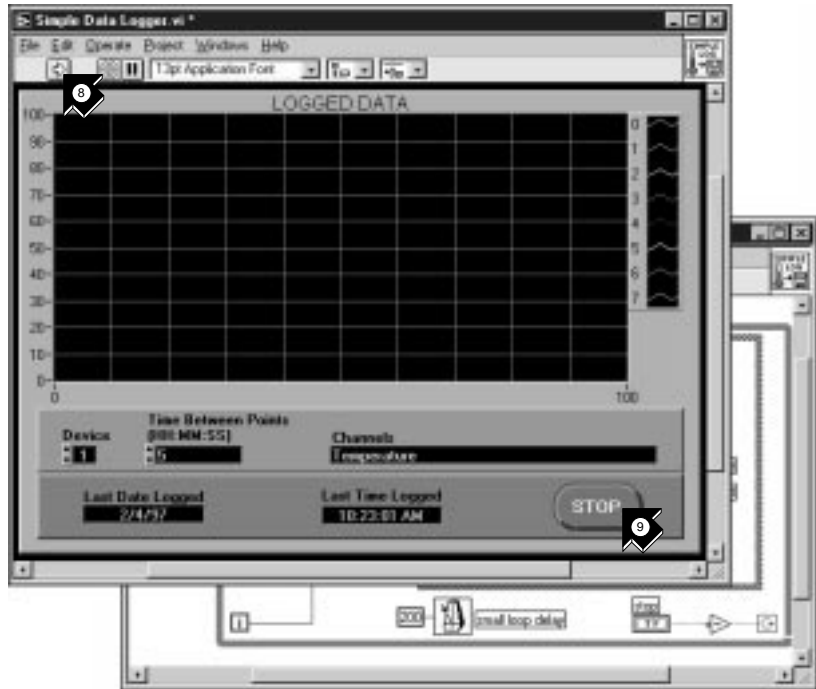 Simple Data Logger.vi *
File Edit Operate Project Windows Help
13pt Application Font
8
LOGGED DATA
100
90
80
70
60
50
40
30
20
10
0
0
100
0
1
2
3
4
5
6
7
Time Between Points
Device
(HH:MM:SS)
Channels
1
5
Temperature
Last Date Logged
Last Time Logged
2/4/97
10:23:01 AM
STOP
9
i
200
small loop delay
stop
TF